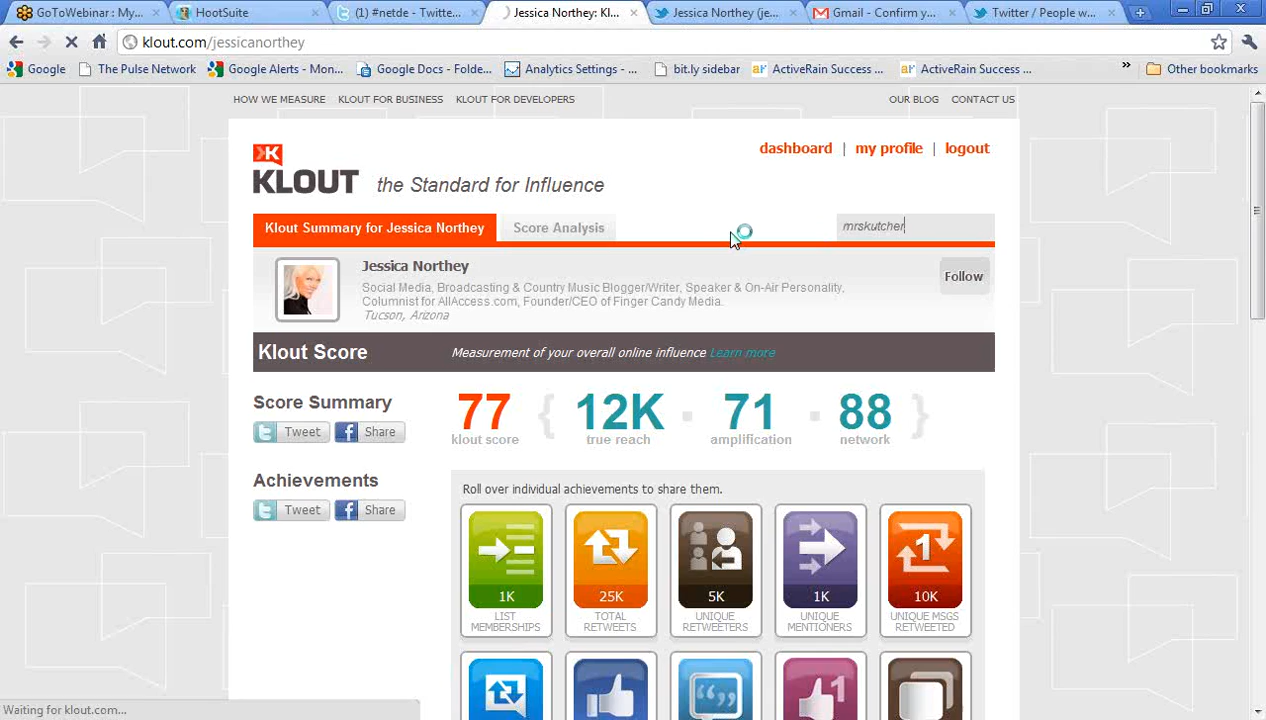 GoToWebinar : My...
HootSuite
(1) #netde - Twitte...
Jessica Northey: Kl...
Jessica Northey (je...
Gmail - Confirm y...
Twitter / People w...
klout.com/jessicanorthey
Google
The Pulse Network
Google Alerts - Mon...
Google Docs - Folde...
Analytics Settings - ...
bit.ly sidebar
ActiveRain Success ...
ActiveRain Success ...
Other bookmarks
HOW WE MEASURE
KLOUT FOR BUSINESS
KLOUT FOR DEVELOPERS
OUR BLOG
CONTACT US
dashboard | my profile | logout
KLOUT the Standard for Influence
Klout Summary for Jessica Northey
Score Analysis
mrskutcher
Jessica Northey
Follow
Social Media, Broadcasting & Country Music Blogger/Writer, Speaker & On-Air Personality,
Columnist for AllAccess.com, Founder/CEO of Finger Candy Media.
Tucson, Arizona
Klout Score
Measurement of your overall online influence Learn more
Score Summary
Tweet
Share
77
klout score
12K
true reach
71
amplification
88
network
Achievements
Tweet
Share
Roll over individual achievements to share them.
1K
LIST
MEMBERSHIPS
25K
TOTAL
RETWEETS
5K
UNIQUE
RETWEETERS
1K
UNIQUE
MENTIONERS
1
10K
UNIQUE MSGS
RETWEETED
1
Waiting for klout.com...